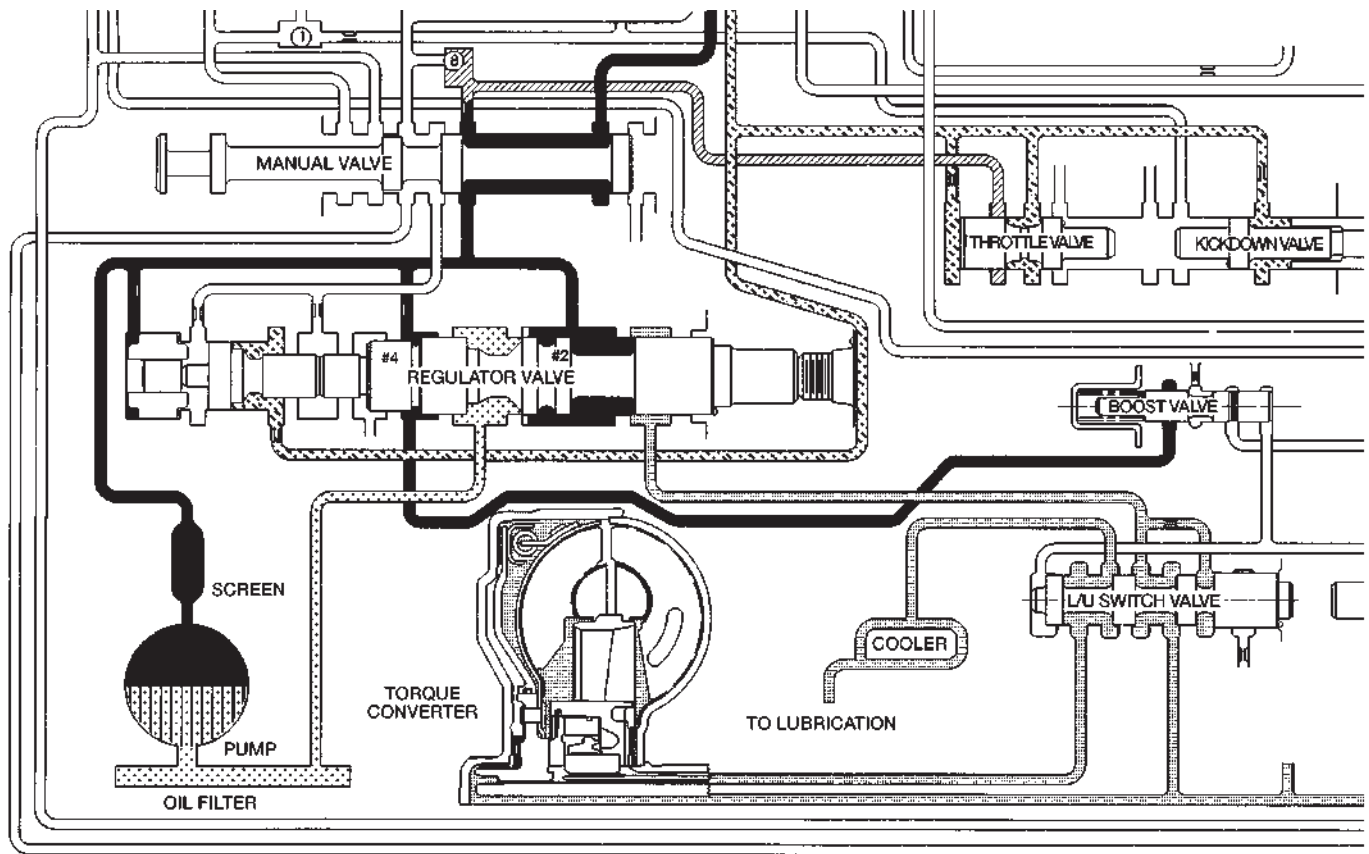 1
8
MANUAL VALVE
THROTTLE VALVE
KICKDOWN VALVE
#4
#2
REGULATOR VALVE
BOOST VALVE
SCREEN
L/U SWITCH VALVE
COOLER
TORQUE
CONVERTER
TO LUBRICATION
PUMP
OIL FILTER